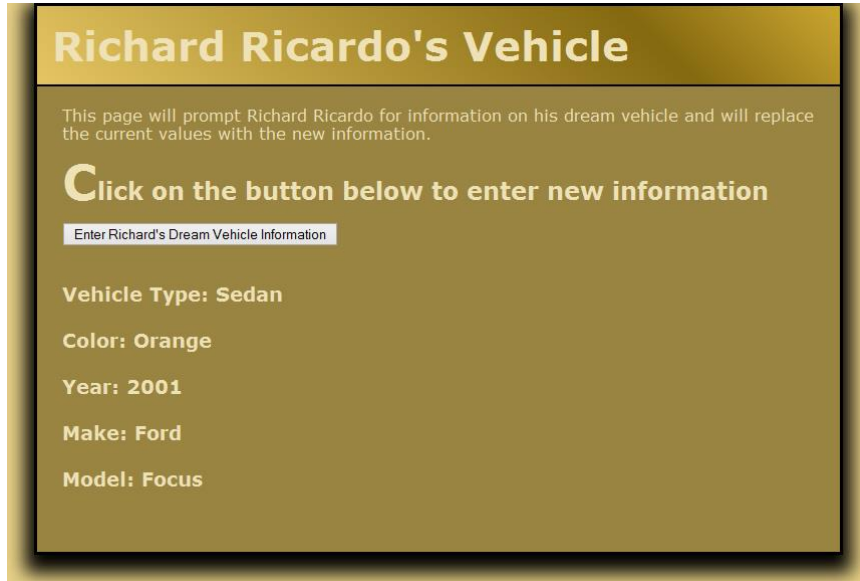 Richard Ricardo's Vehicle
This page will prompt Richard Ricardo for information on his dream vehicle and will replace
the current values with the new information.
Click on the button below to enter new information
Enter Richard's Dream Vehicle Information
Vehicle Type: Sedan
Color: Orange
Year: 2001
Make: Ford
Model: Focus